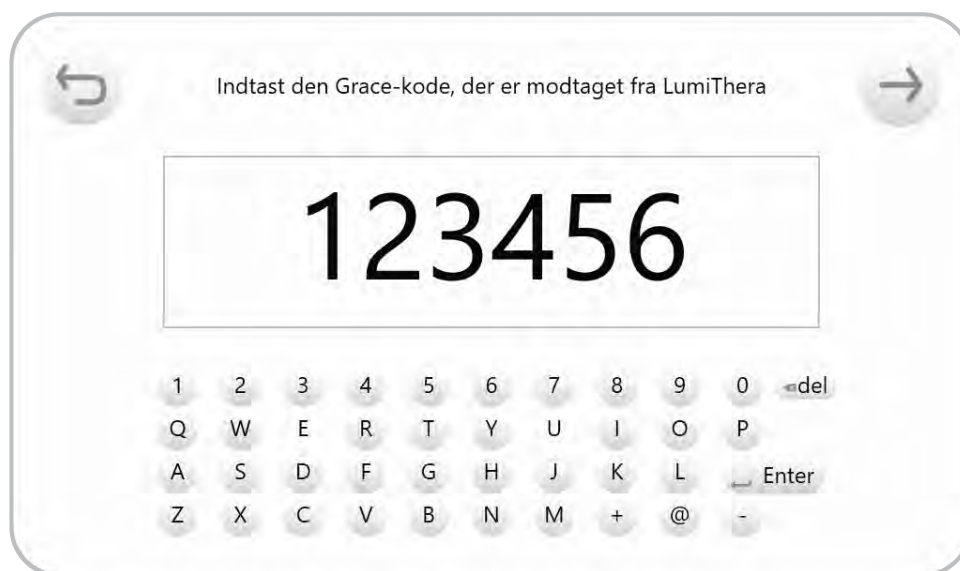 Indtast den Grace-kode, der er modtaget fra LumiThera
123456
1 2 3 4 5 6 7 8 9 0 del
Q W E R T Y U I O P
A S D F G H J K L Enter
Z X C V B N M + @ -